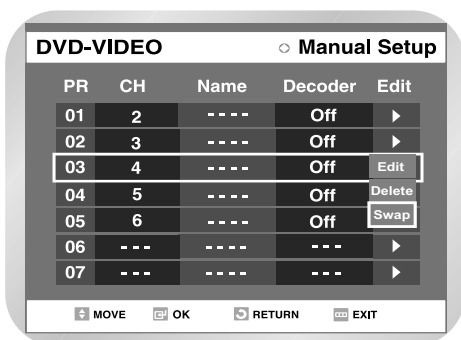 DVD-VIDEO Manual Setup
PR CH Name Decoder Edit
01 2 ---- Off
02 3 ---- Off
03 4 ---- Off Edit
04 5 ---- Off Delete
05 6 ---- Off Swap
06 --- ---- ---
07 --- ---- ---
MOVE OK RETURN EXIT